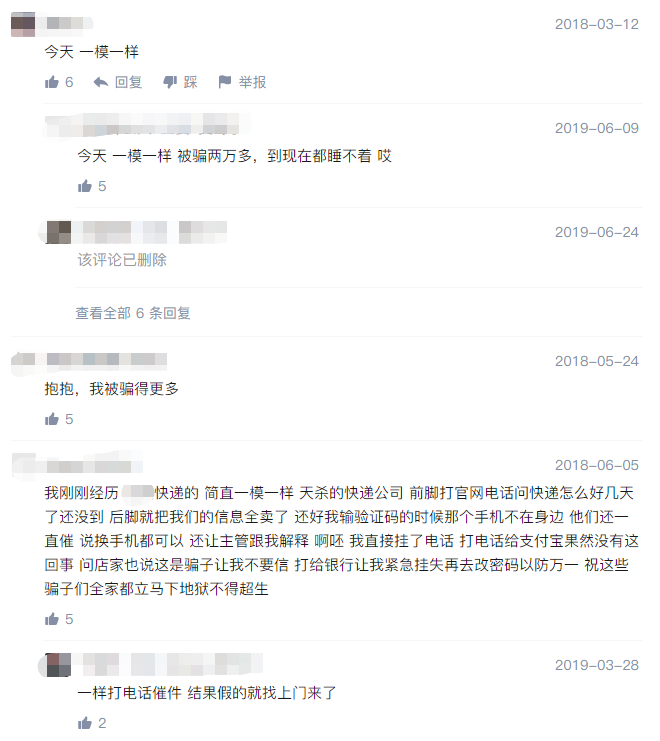 2018-03-12
今天 一模一样
6 回复 踩 举报
2019-06-09
今天 一模一样 被骗两万多，到现在都睡不着 哎
5
2019-06-24
该评论已删除
查看全部 6 条回复
2018-05-24
抱抱，我被骗得更多
5
2018-06-05
我刚刚经历 快递的 简直一模一样 天杀的快递公司 前脚打官网电话问快递怎么好几天
了还没到 后脚就把我们的信息全卖了 还好我输验证码的时候那个手机不在身边 他们还一
直催 说换手机都可以 还让主管跟我解释 啊呸 我直接挂了电话 打电话给支付宝果然没有这
回事 问店家也说这是骗子让我不要信 打给银行让我紧急挂失再去改密码以防万一 祝这些
骗子们全家都立马下地狱不得超生
5
2019-03-28
一样打电话催件 结果假的就找上门来了
2